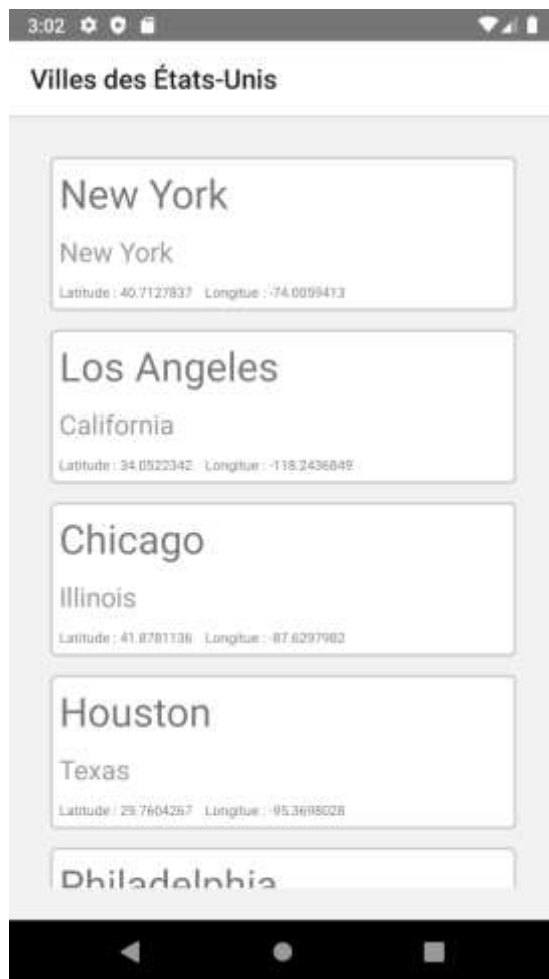 3:02
Villes des États-Unis
New York
New York
Latitude : 40.7127837 Longitue : -74.0059413
Los Angeles
California
Latitude : 34.0522342 Longitue : -118.2436849
Chicago
Illinois
Latitude : 41.8781136 Longitue : -87.6297982
Houston
Texas
Latitude : 29.7604267 Longitue : -95.3698028
Philadelphia